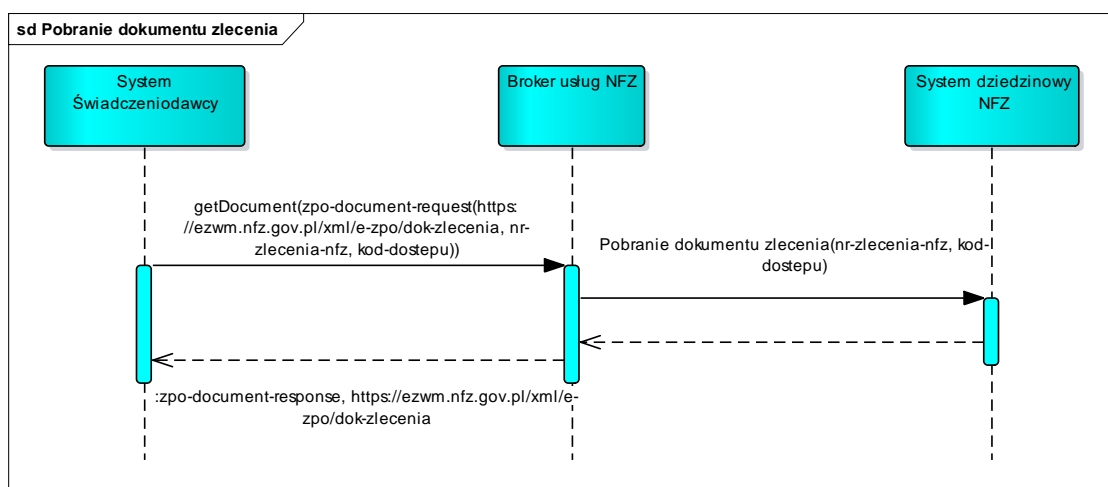 sd Pobranie dokumentu zlecenia
System
Świadczeniodawcy
Broker usług NFZ
System dziedzinowy
NFZ
getDocument(zpo-document-request(https:
//ezwm.nfz.gov.pl/xml/e-zpo/dok-zlecenia, nr-
zlecenia-nfz, kod-dostepu))
Pobranie dokumentu zlecenia(nr-zlecenia-nfz, kod-
dostepu)
:zpo-document-response, https://ezwm.nfz.gov.pl/xml/e-
zpo/dok-zlecenia